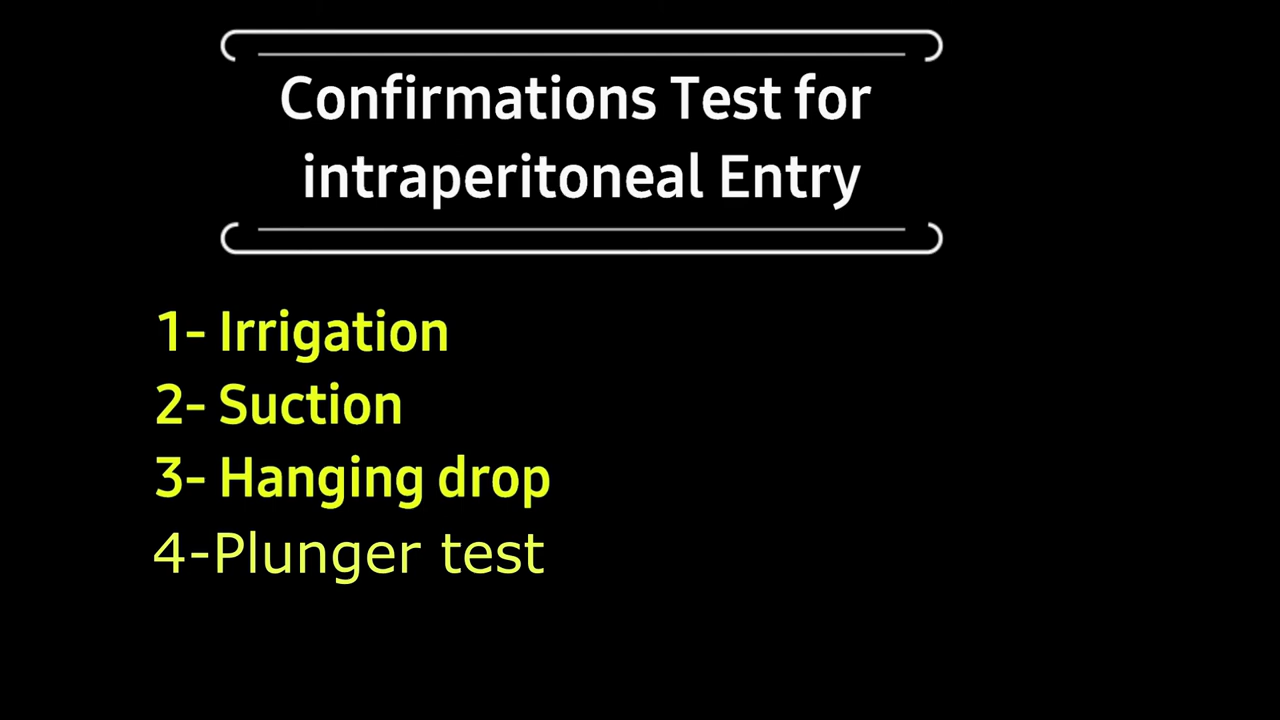 Confirmations Test for
intraperitoneal Entry
1- Irrigation
2- Suction
3- Hanging drop
4-Plunger test